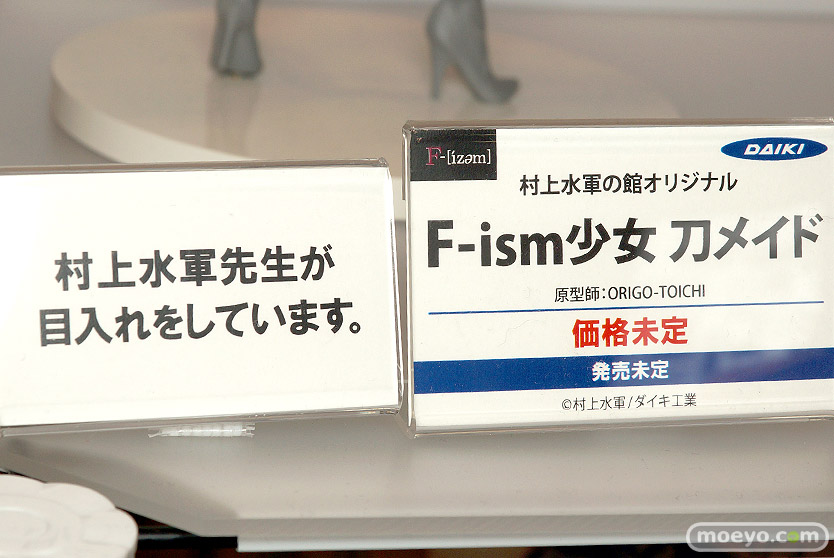 村上水軍先生が
目入れをしています。
F-[izəm]
DAIKI
村上水軍の館オリジナル
F-ism少女 刀メイド
原型師：ORIGO-TOICHI
価格未定
発売未定
©村上水軍/ダイキ工業
moeyo.com